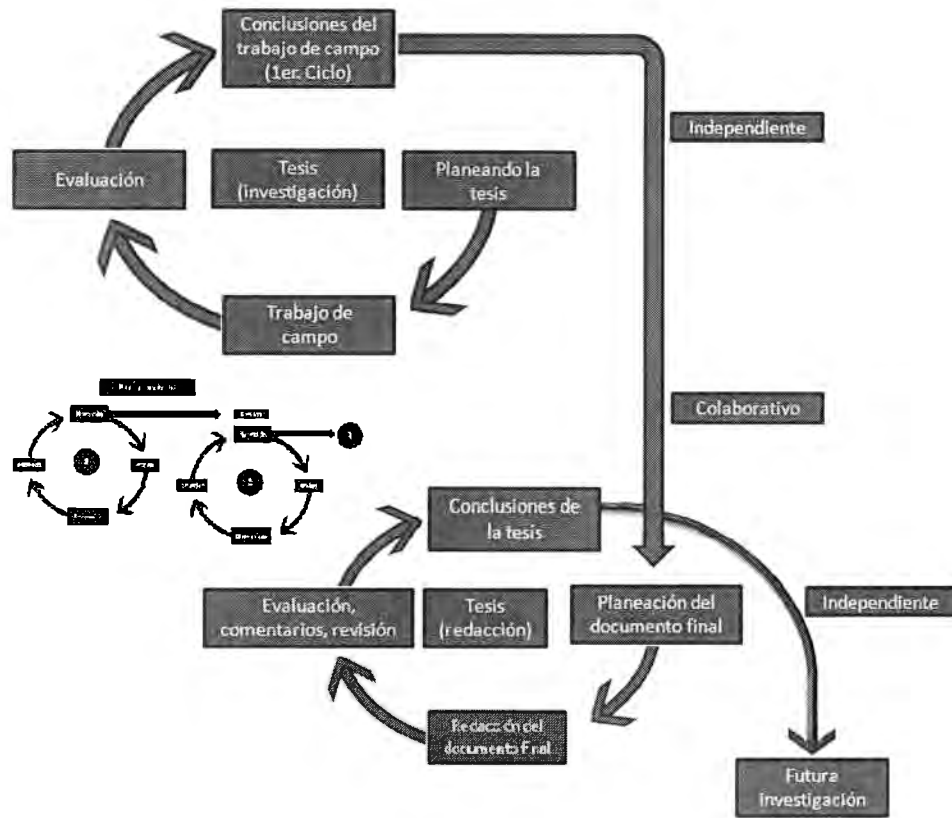 Conclusiones del
trabajo de campo
(1er. Ciclo)
Independiente
Evaluación
Tesis
(investigación)
Planeando la
tesis
Trabajo de
campo
Colaborativo
Conclusiones de
la tesis
Evaluación,
comentarios, revisión
Tesis
(redacción)
Planeación del
documento final
Independiente
Redacción del
documento final
Futura
investigación